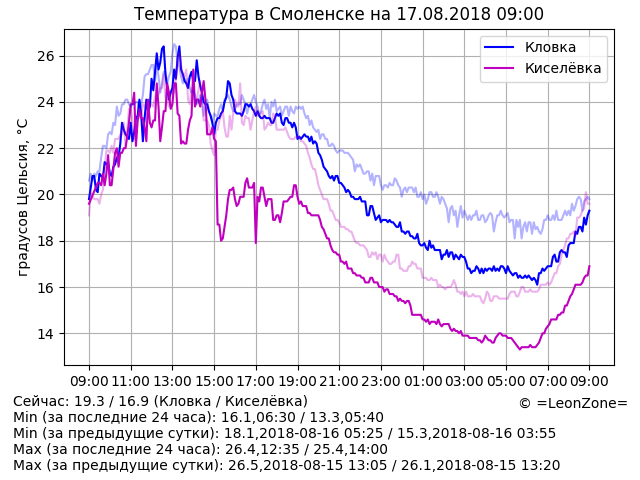 Температура в Смоленске на 17.08.2018 09:00
Кловка
Киселёвка
градусов Цельсия, °C
26
24
22
20
18
16
14
09:00 11:00 13:00 15:00 17:00 19:00 21:00 23:00 01:00 03:00 05:00 07:00 09:00
Сейчас: 19.3 / 16.9 (Кловка / Киселёвка)
© =LeonZone=
Min (за последние 24 часа): 16.1,06:30 / 13.3,05:40
Min (за предыдущие сутки): 18.1,2018-08-16 05:25 / 15.3,2018-08-16 03:55
Max (за последние 24 часа): 26.4,12:35 / 25.4,14:00
Max (за предыдущие сутки): 26.5,2018-08-15 13:05 / 26.1,2018-08-15 13:20